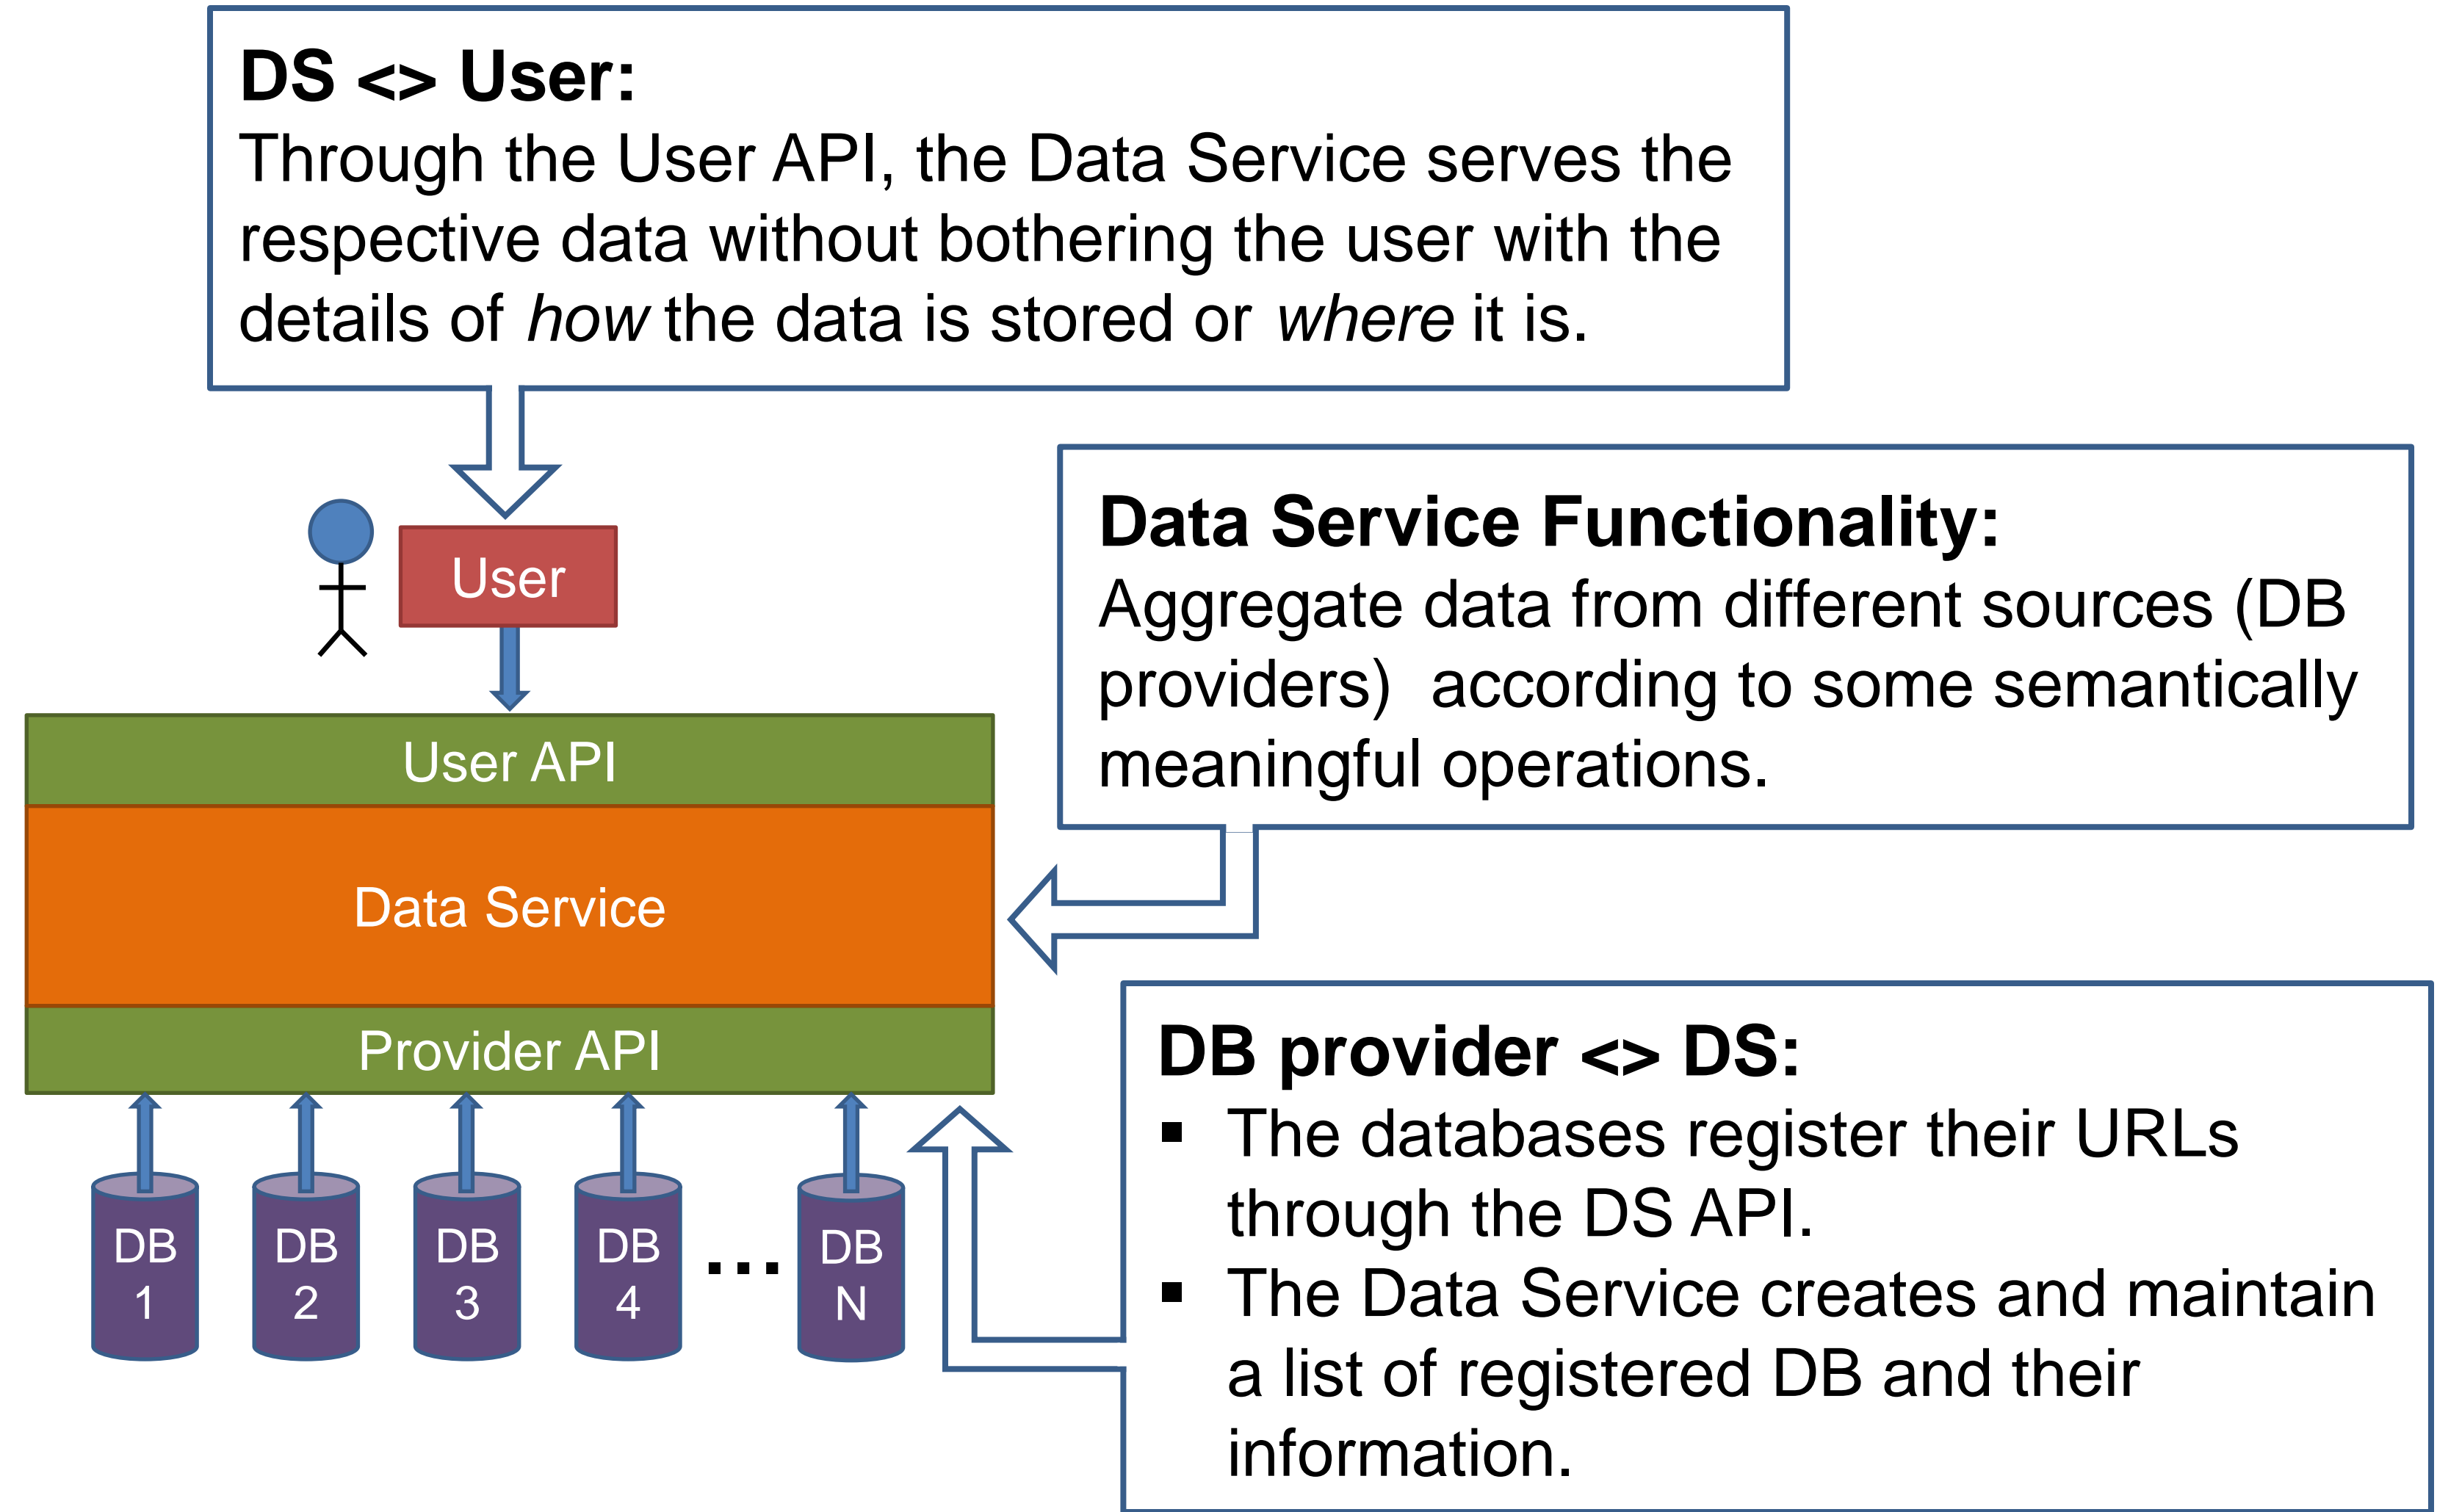 DS <> User:
Through the User API, the Data Service serves the
respective data without bothering the user with the
details of how the data is stored or where it is.
User
Data Service Functionality:
Aggregate data from different sources (DB
providers)  according to some semantically
meaningful operations.
User API
Data Service
Provider API
DB provider <> DS:
▪ The databases register their URLs
through the DS API.
▪ The Data Service creates and maintain
a list of registered DB and their
information.
DB
1
DB
2
DB
3
DB
4
...
DB
N